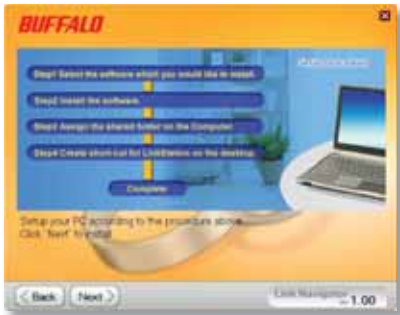 BUFFALO
Step1 Select the software which you would like to install.
Step2 Install the software.
Step3 Assign the shared folder on the Computer.
Step4 Create short-cut for LinkStation on the desktop.
Complete
Setup your PC according to the procedure above.
Click "Next" to install.
< Back
Next >
Link Navigator
1.00